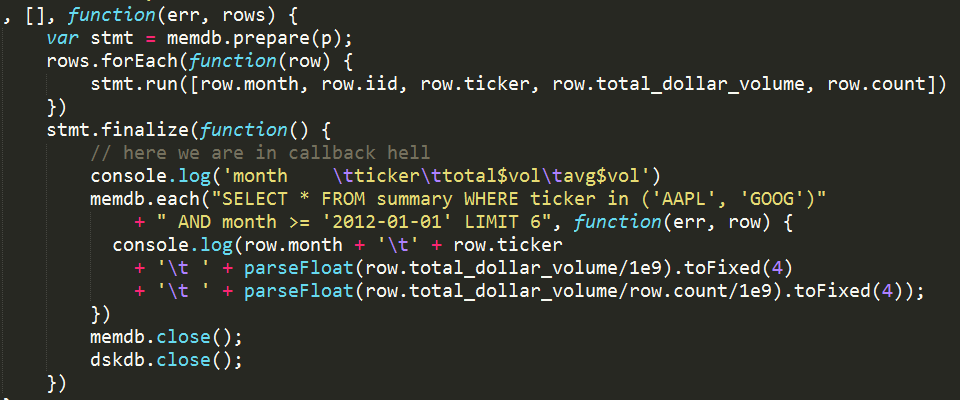 , [], function(err, rows) {
    var stmt = memdb.prepare(p);
    rows.forEach(function(row) {
        stmt.run([row.month, row.iid, row.ticker, row.total_dollar_volume, row.count])
    })
    stmt.finalize(function() {
        // here we are in callback hell
        console.log('month    \tticker\ttotal$vol\tavg$vol')
        memdb.each("SELECT * FROM summary WHERE ticker in ('AAPL', 'GOOG')"
            + " AND month >= '2012-01-01' LIMIT 6", function(err, row) {
          console.log(row.month + '\t' + row.ticker
            + '\t ' + parseFloat(row.total_dollar_volume/1e9).toFixed(4)
            + '\t ' + parseFloat(row.total_dollar_volume/row.count/1e9).toFixed(4));
        })
        memdb.close();
        dskdb.close();
    })